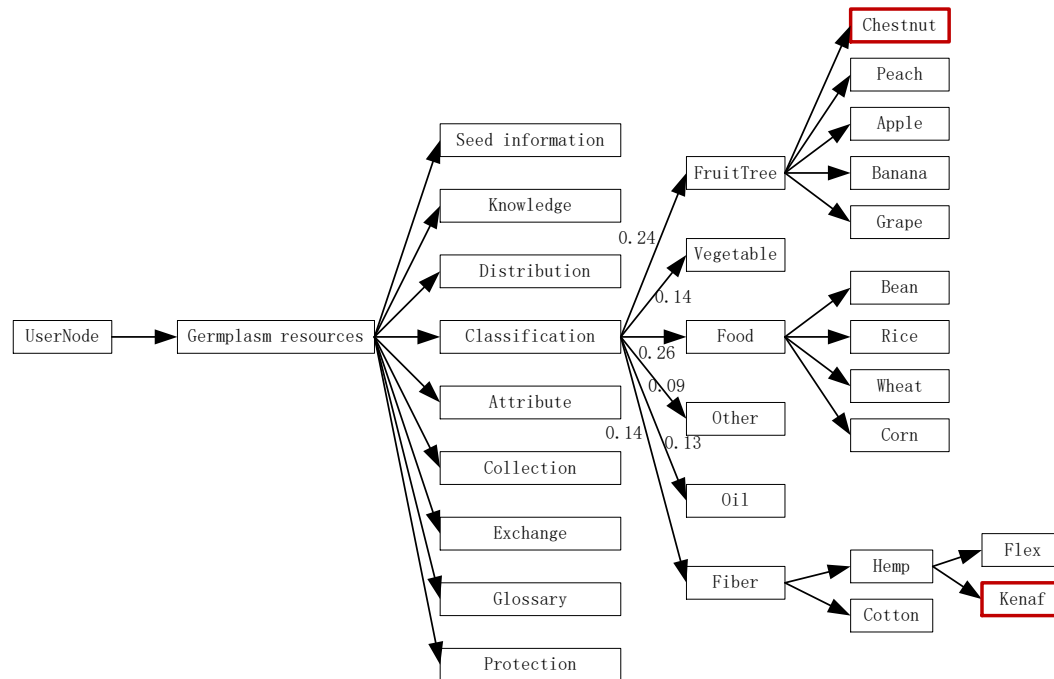 Chestnut
Peach
Apple
Banana
Grape
Seed information
Knowledge
Distribution
Classification
Attribute
Collection
Exchange
Glossary
Protection
UserNode
Germplasm resources
0.24
0.14
0.26
0.09
0.14
0.13
FruitTree
Vegetable
Food
Other
Oil
Fiber
Bean
Rice
Wheat
Corn
Hemp
Cotton
Flex
Kenaf